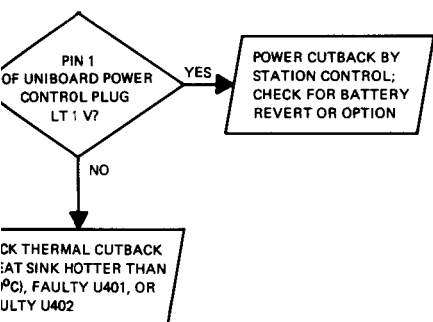 PIN 1
OF UNIBOARD POWER
CONTROL PLUG
LT 1 V?
YES
POWER CUTBACK BY
STATION CONTROL;
CHECK FOR BATTERY
REVERT OR OPTION
NO
THERMAL CUTBACK
SINK HOTTER THAN
FAULTY U401, OR
U402